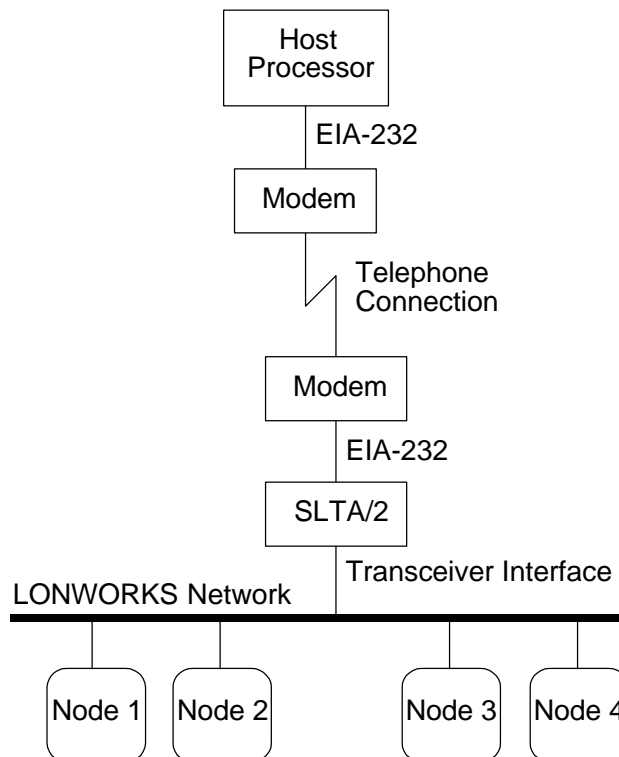 Host
Processor
EIA-232
Modem
Telephone
Connection
Modem
EIA-232
SLTA/2
Transceiver Interface
LONWORKS Network
Node 1 Node 2 Node 3 Node 4